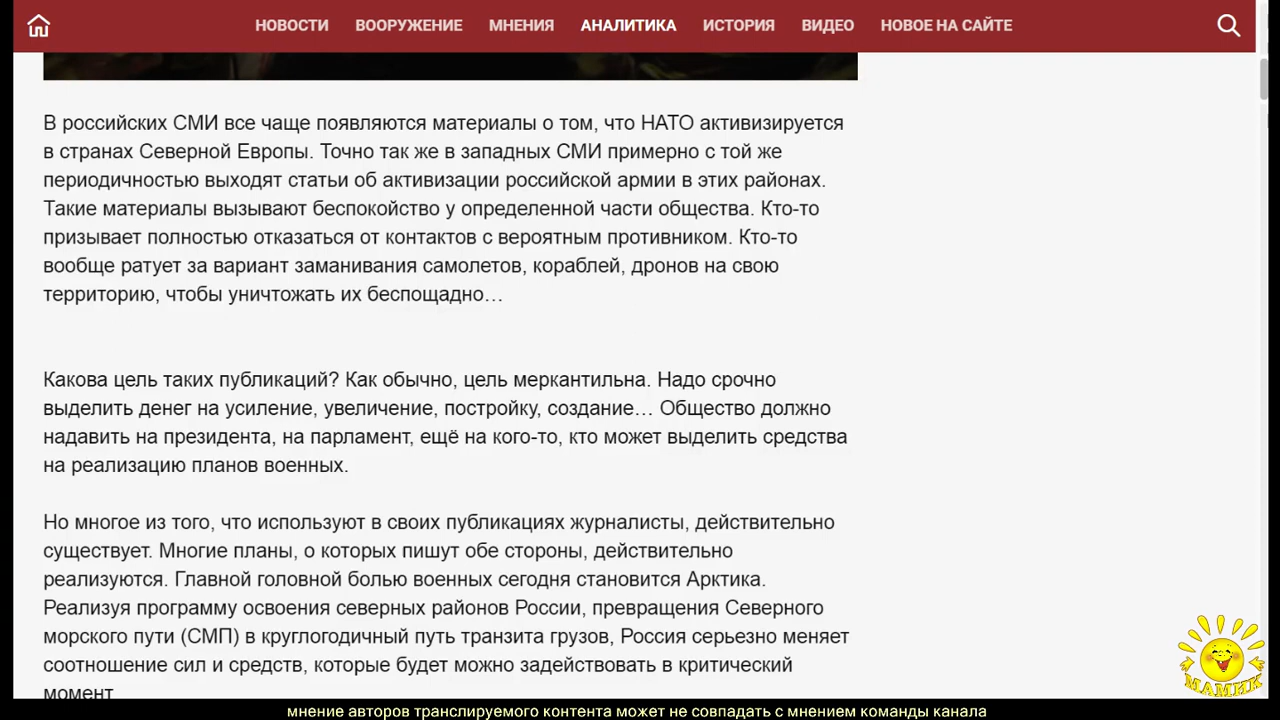 НОВОСТИ ВООРУЖЕНИЕ МНЕНИЯ АНАЛИТИКА ИСТОРИЯ ВИДЕО НОВОЕ НА САЙТЕ
В российских СМИ все чаще появляются материалы о том, что НАТО активизируется
в странах Северной Европы. Точно так же в западных СМИ примерно с той же
периодичностью выходят статьи об активизации российской армии в этих районах.
Такие материалы вызывают беспокойство у определенной части общества. Кто-то
призывает полностью отказаться от контактов с вероятным противником. Кто-то
вообще ратует за вариант заманивания самолетов, кораблей, дронов на свою
территорию, чтобы уничтожать их беспощадно…
Какова цель таких публикаций? Как обычно, цель меркантильна. Надо срочно
выделить денег на усиление, увеличение, постройку, создание… Общество должно
надавить на президента, на парламент, ещё на кого-то, кто может выделить средства
на реализацию планов военных.
Но многое из того, что используют в своих публикациях журналисты, действительно
существует. Многие планы, о которых пишут обе стороны, действительно
реализуются. Главной головной болью военных сегодня становится Арктика.
Реализуя программу освоения северных районов России, превращения Северного
морского пути (СМП) в круглогодичный путь транзита грузов, Россия серьезно меняет
соотношение сил и средств, которые будет можно задействовать в критический
момент
МАМИК
мнение авторов транслируемого контента может не совпадать с мнением команды канала